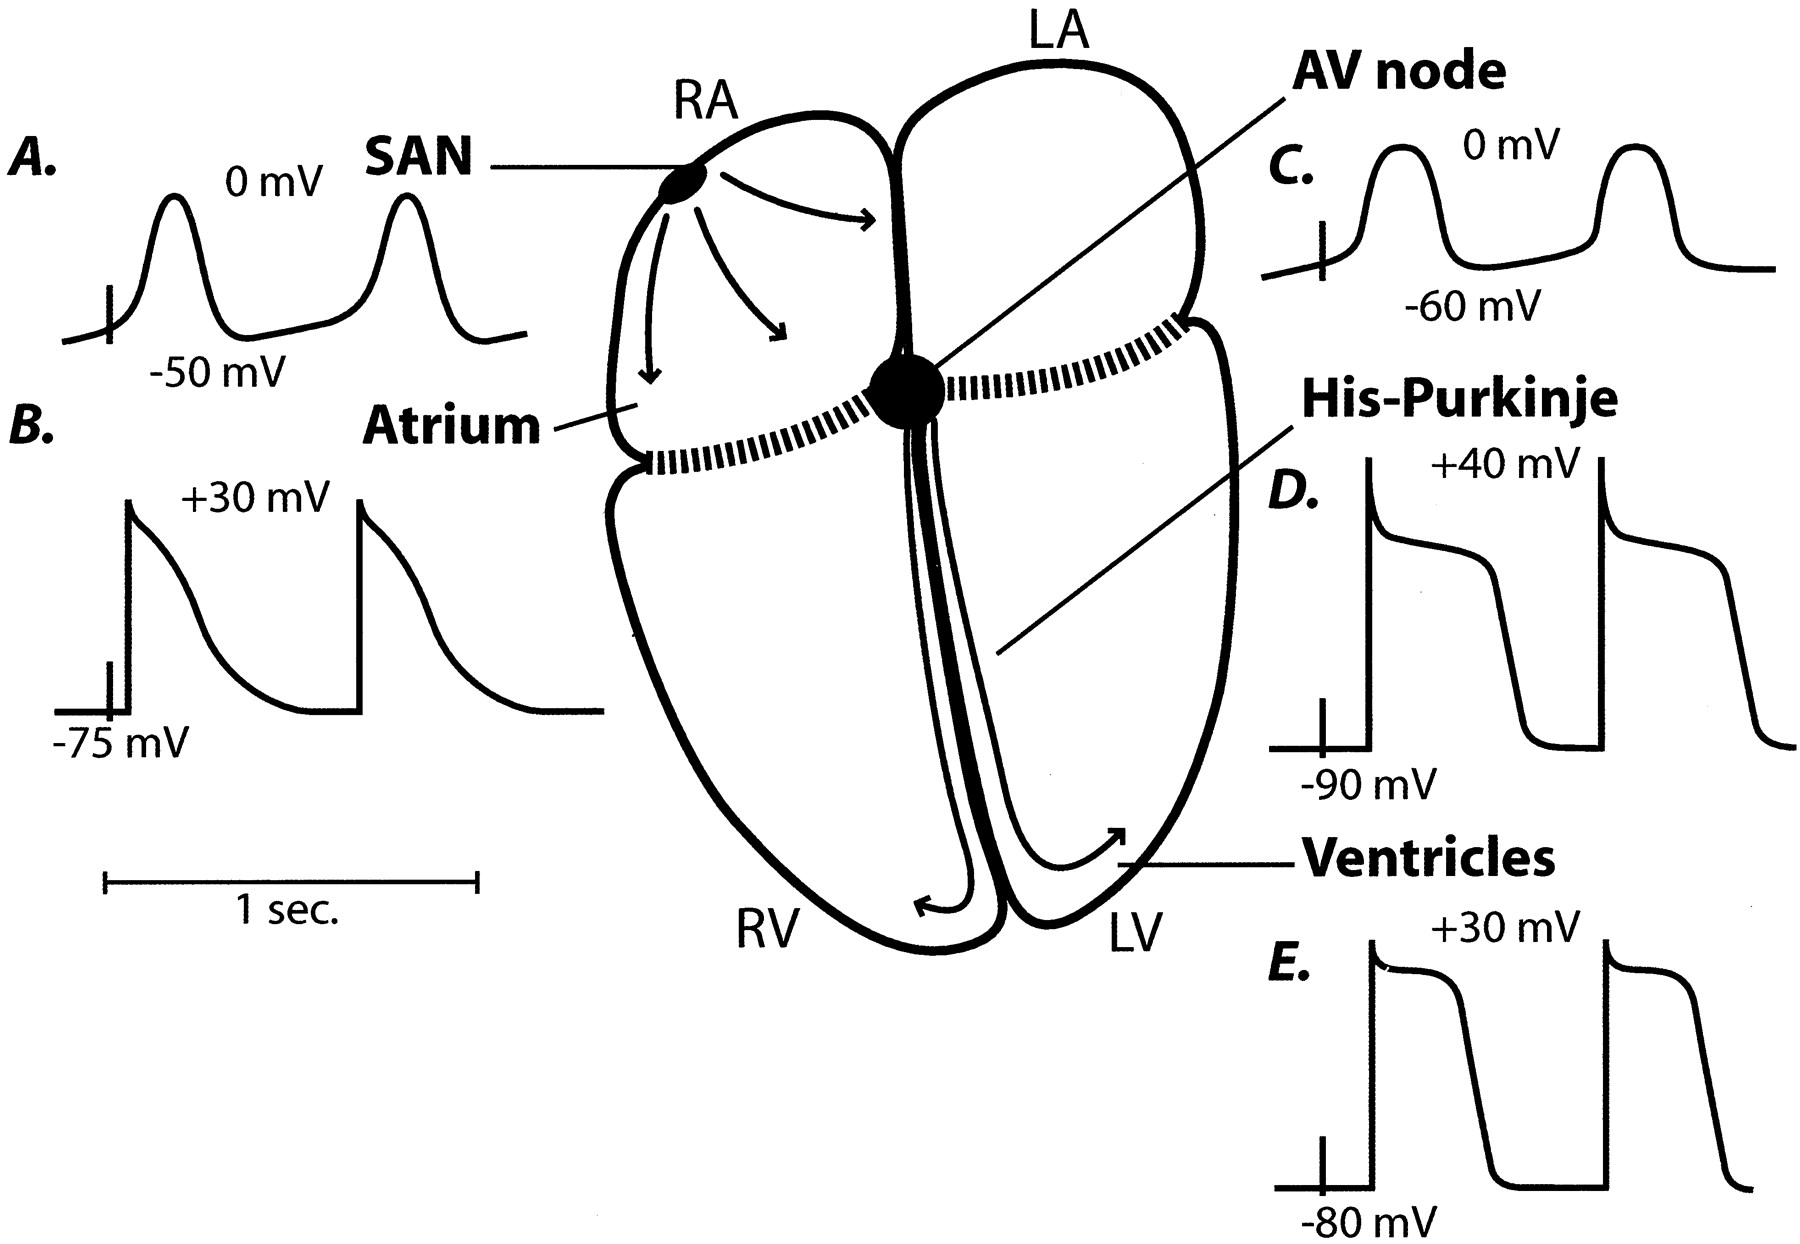 LA
AV node
RA
A.
SAN
0 mV
-50 mV
C.
0 mV
-60 mV
B.
Atrium
+30 mV
-75 mV
1 sec.
His-Purkinje
D.
+40 mV
-90 mV
Ventricles
RV
LV
E.
+30 mV
-80 mV